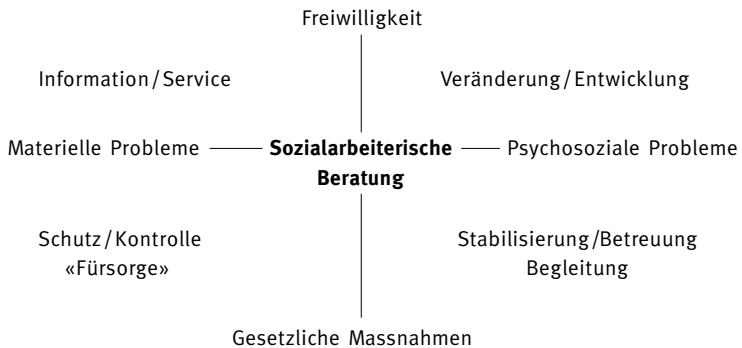 Freiwilligkeit
Information/Service
Veränderung/Entwicklung
Materielle Probleme
Sozialarbeiterische
Beratung
Psychosoziale Probleme
Schutz/Kontrolle
«Fürsorge»
Stabilisierung/Betreuung
Begleitung
Gesetzliche Massnahmen